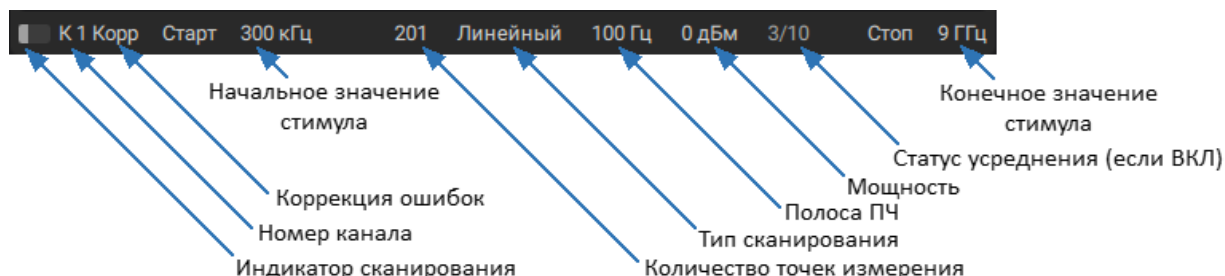 К 1 Корр Старт 300 кГц 201 Линейный 100 Гц 0 дБм 3/10 Стоп 9 ГГц
Начальное значение
стимула
Конечное значение
стимула
Статус усреднения (если ВКЛ)
Мощность
Коррекция ошибок
Полоса ПЧ
Номер канала
Тип сканирования
Индикатор сканирования
Количество точек измерения